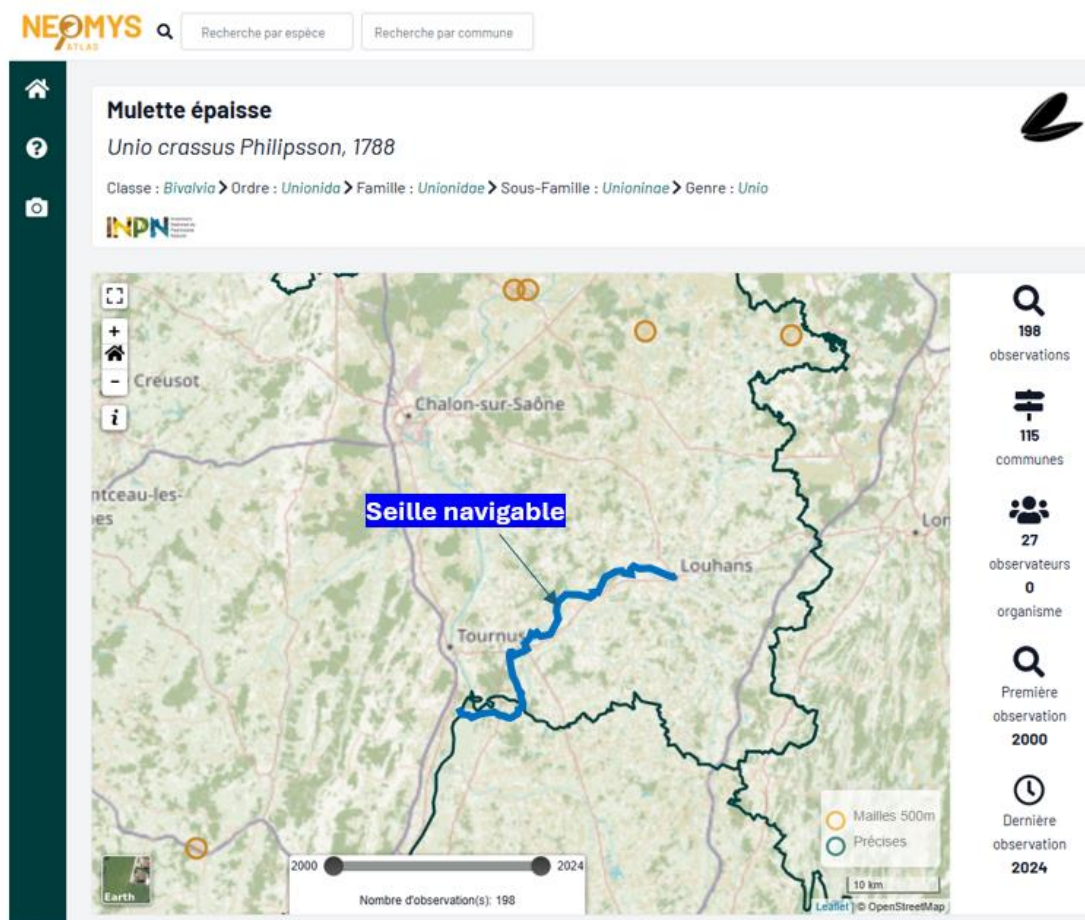 NEOMYS
ATLAS
Recherche par espèce
Recherche par commune
Mulette épaisse
Unio crassus Philipsson, 1788
Classe : Bivalvia > Ordre : Unionida > Famille : Unionidae > Sous-Famille : Unioninae > Genre : Unio
INPN
+
-
i
Creusot
Chalon-sur-Saône
ntceau-les-
es
Seille navigable
Louhans
Lon
Tournus
Mailles 500m
Précises
Earth
2000
2024
Nombre d'observation(s): 198
10 km
Leaflet | © OpenStreetMap
198
observations
115
communes
27
observateurs
0
organisme
Première
observation
2000
Dernière
observation
2024